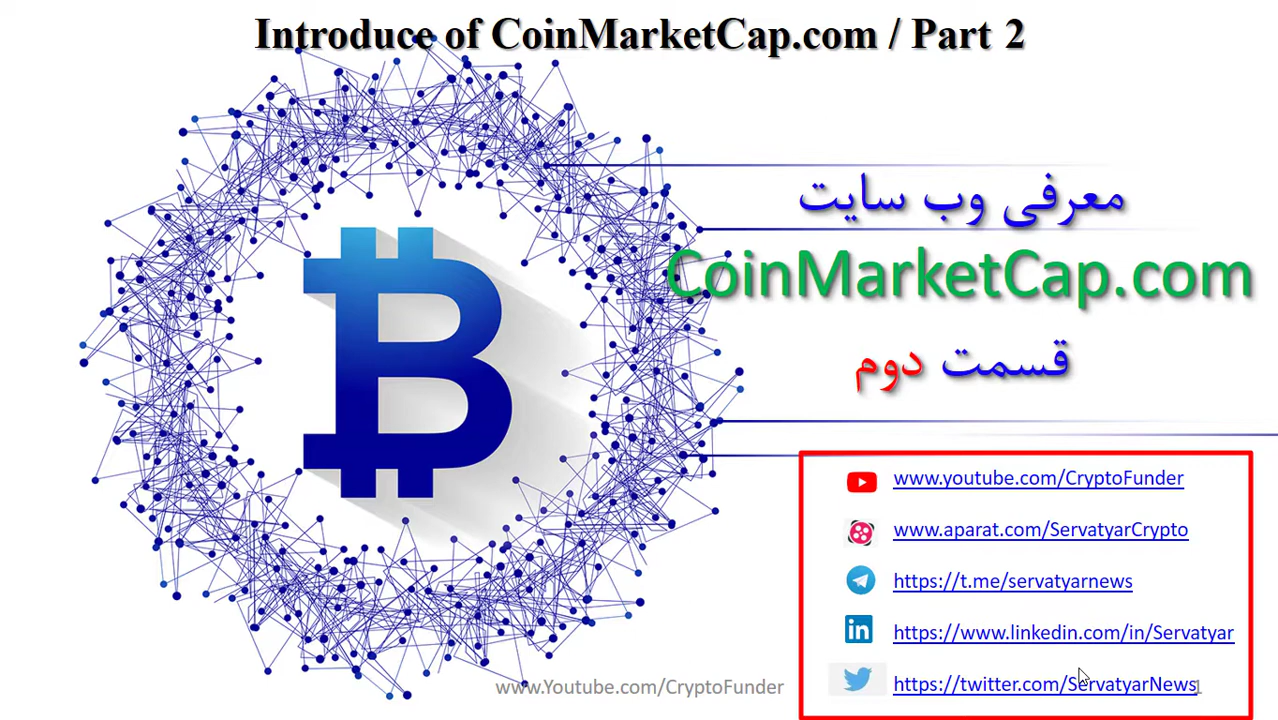 Introduce of CoinMarketCap.com / Part 2
معرفی وب سایت
CoinMarketCap.com
قسمت دوم
www.youtube.com/CryptoFunder
www.aparat.com/ServatyarCrypto
https://t.me/servatyarnews
https://www.linkedin.com/in/Servatyar
https://twitter.com/ServatyarNews
www.Youtube.com/CryptoFunder
1